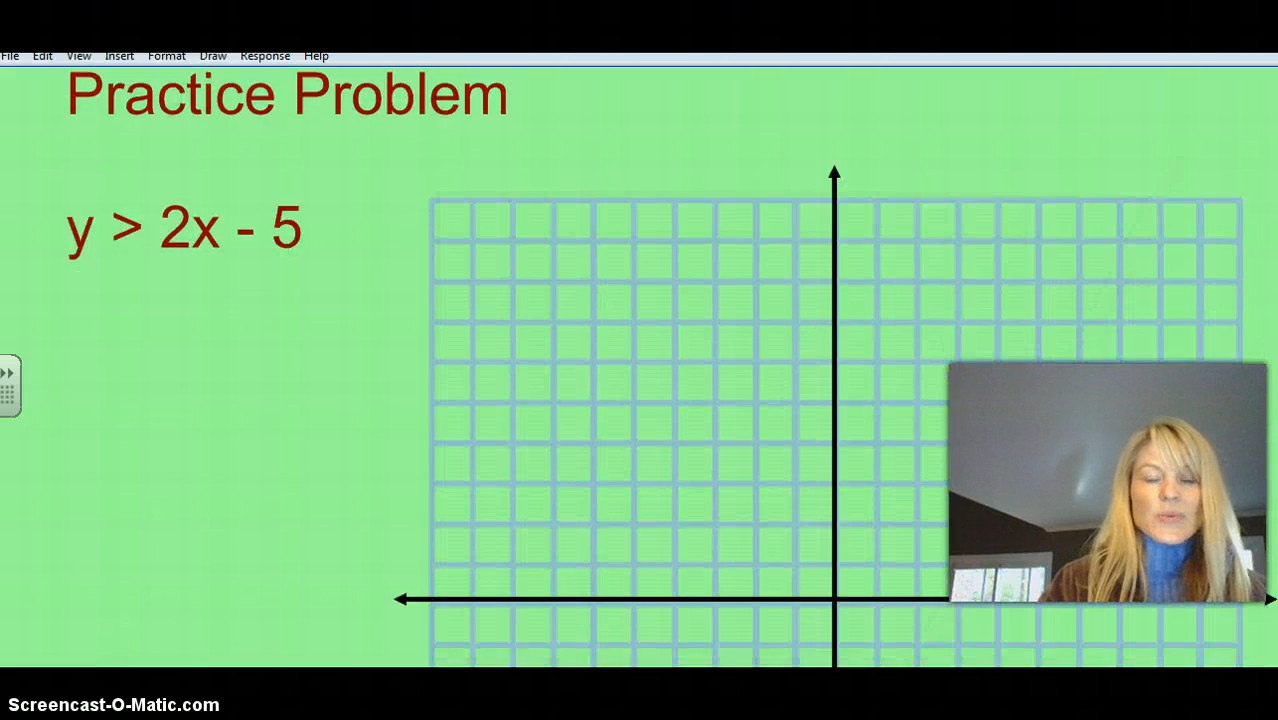 File Edit View Insert Format Draw Response Help
Practice Problem
y > 2x - 5
Screencast-O-Matic.com